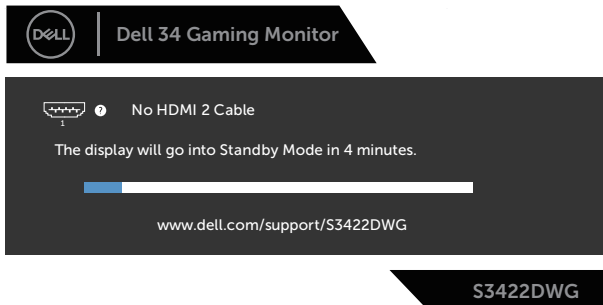 DELL
Dell 34 Gaming Monitor
? No HDMI 2 Cable
1
The display will go into Standby Mode in 4 minutes.
www.dell.com/support/S3422DWG
S3422DWG